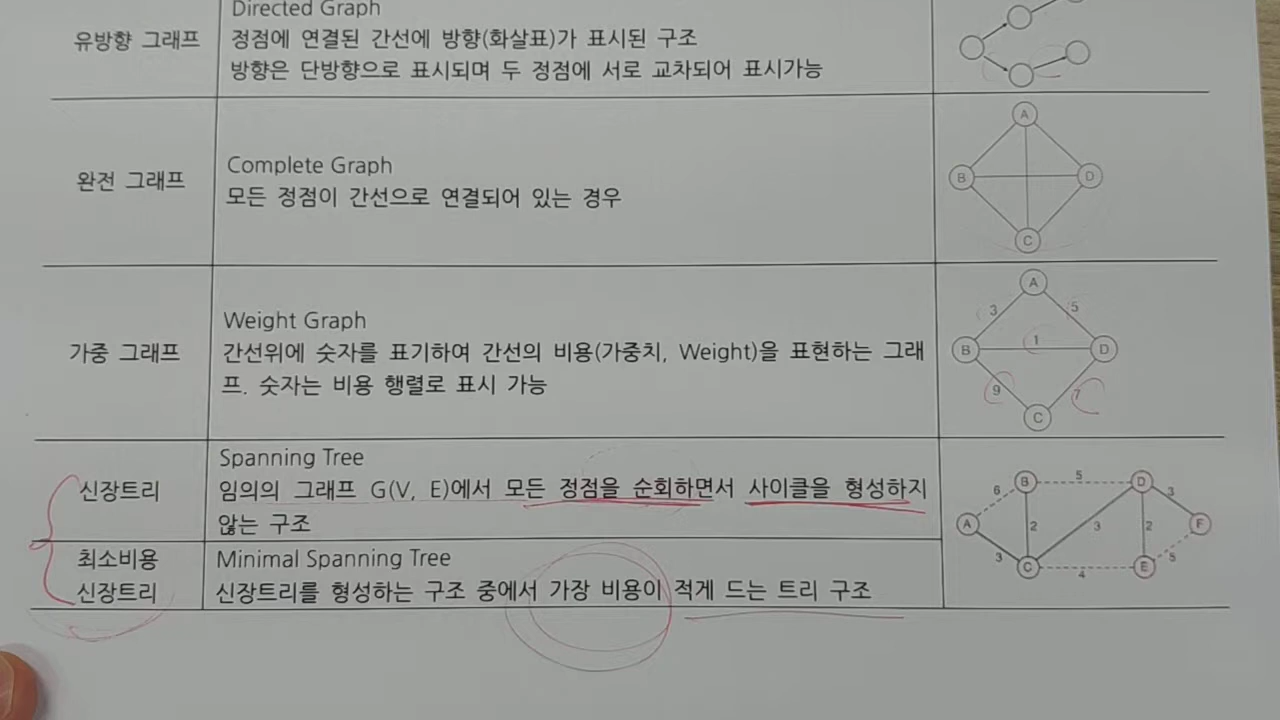 유방향 그래프
Directed Graph
정점에 연결된 간선에 방향(화살표)가 표시된 구조
방향은 단방향으로 표시되며 두 정점에 서로 교차되어 표시가능
완전 그래프
Complete Graph
모든 정점이 간선으로 연결되어 있는 경우
A
B
D
C
가중 그래프
Weight Graph
간선위에 숫자를 표기하여 간선의 비용(가중치, Weight)을 표현하는 그래
프. 숫자는 비용 행렬로 표시 가능
A
3 5
B 1 D
9 7
C
신장트리
Spanning Tree
임의의 그래프 G(V, E)에서 모든 정점을 순회하면서 사이클을 형성하지
않는 구조
최소비용
신장트리
Minimal Spanning Tree
신장트리를 형성하는 구조 중에서 가장 비용이 적게 드는 트리 구조
B 5 D
6 3
A 2 3 2 F
3 5
C 4 E